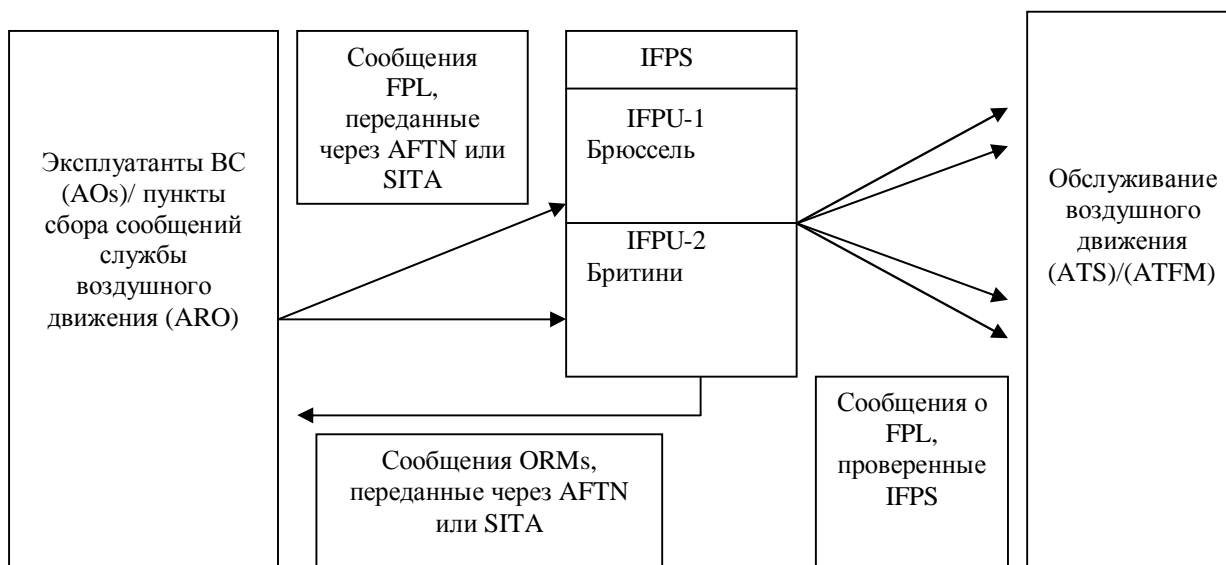 Эксплуатанты ВС
(AOs)/ пункты
сбора сообщений
службы
воздушного
движения (ARO)
Сообщения
FPL,
переданные
через AFTN или
SITA
IFPS
IFPU-1
Брюссель
IFPU-2
Бритини
Обслуживание
воздушного
движения
(ATS)/(ATFM)
Сообщения ORMs,
переданные через AFTN
или SITA
Сообщения о
FPL,
проверенные
IFPS